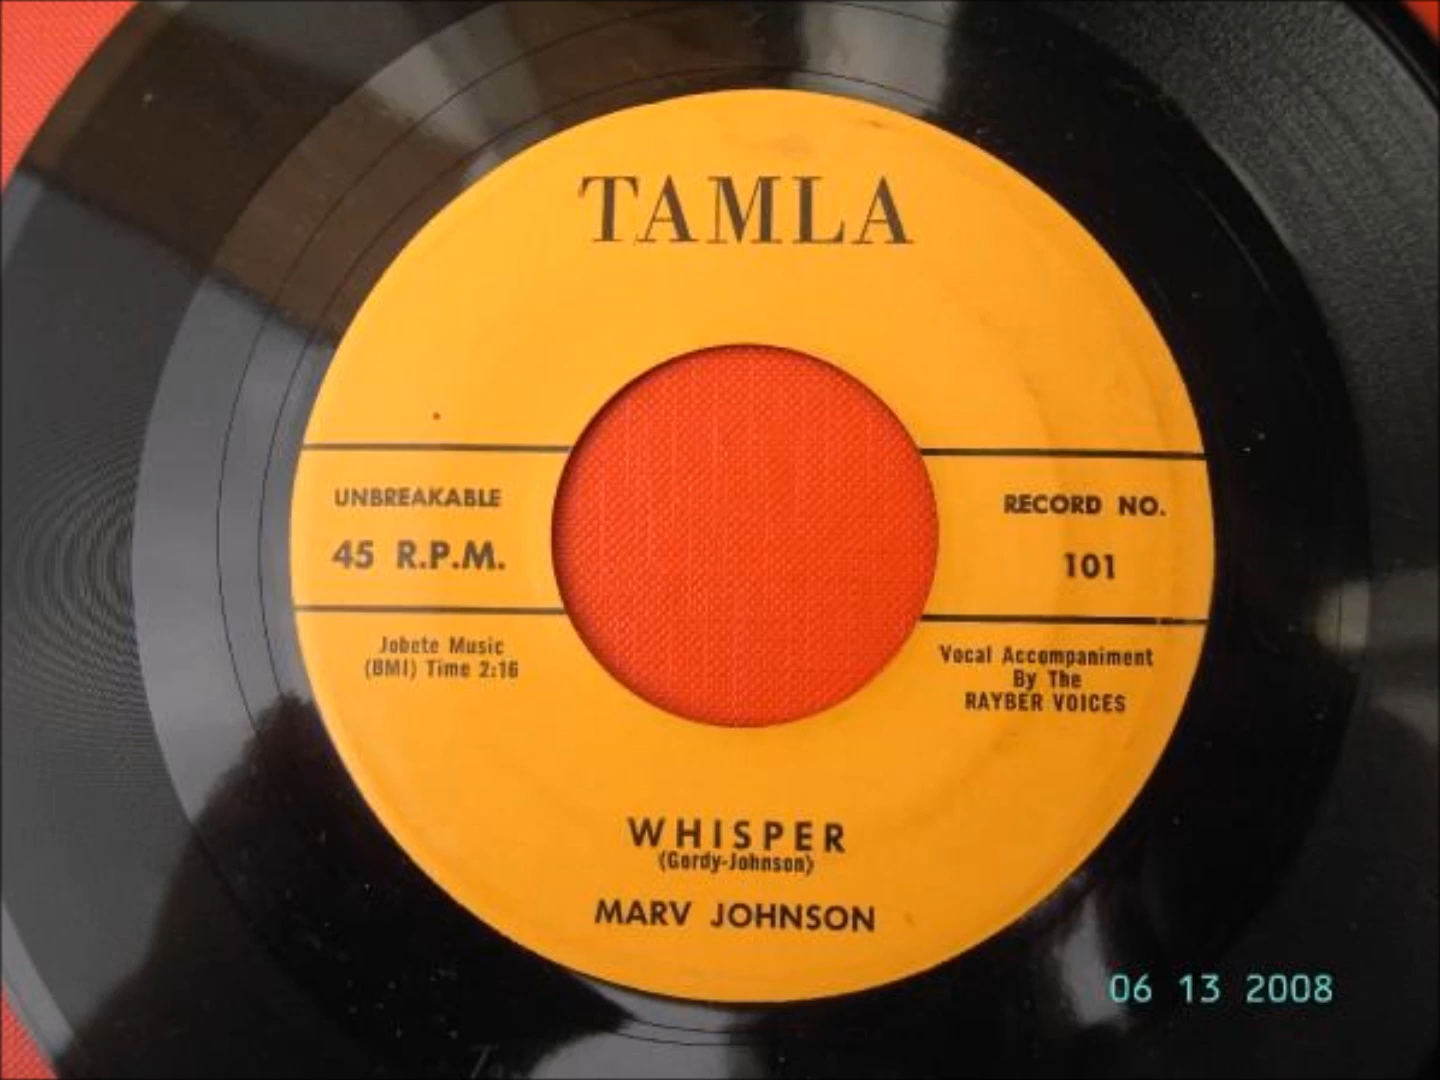 TAMLA
UNBREAKABLE
45 R.P.M.
RECORD NO.
101
Jobete Music
(BMI) Time 2:16
Vocal Accompaniment
By The
RAYBER VOICES
WHISPER
(Gordy-Johnson)
MARV JOHNSON
06 13 2008